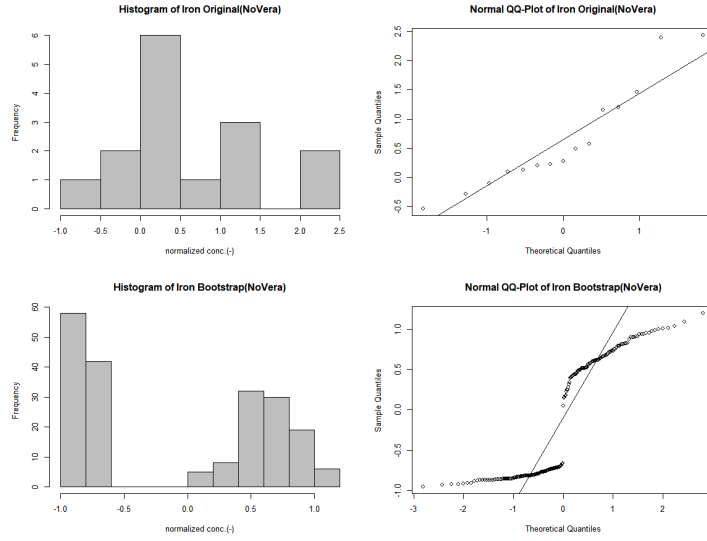 Histogram of Iron Original(NoVera)
Frequency
0 1 2 3 4 5 6
-1.0 -0.5 0.0 0.5 1.0 1.5 2.0 2.5
normalized conc.(-)
Normal QQ-Plot of Iron Original(NoVera)
Sample Quantiles
-0.5 0.0 0.5 1.0 1.5 2.0 2.5
-1 0 1
Theoretical Quantiles
Histogram of Iron Bootstrap(NoVera)
Frequency
0 10 20 30 40 50 60
-1.0 -0.5 0.0 0.5 1.0
normalized conc.(-)
Normal QQ-Plot of Iron Bootstrap(NoVera)
Sample Quantiles
-1.0 -0.5 0.0 0.5 1.0
-3 -2 -1 0 1 2
Theoretical Quantiles